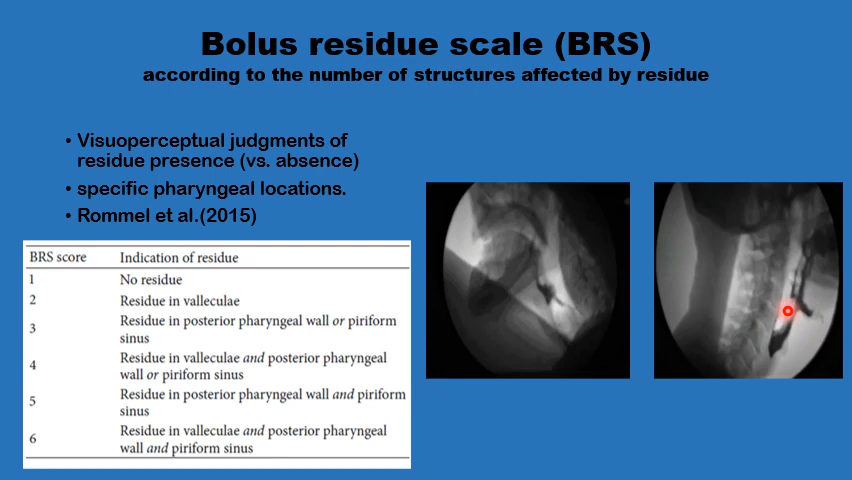 Bolus residue scale (BRS)
according to the number of structures affected by residue
• Visuoperceptual judgments of
residue presence (vs. absence)
• specific pharyngeal locations.
• Rommel et al.(2015)
BRS score Indication of residue
1 No residue
2 Residue in valleculae
3 Residue in posterior pharyngeal wall or piriform
sinus
4 Residue in valleculae and posterior pharyngeal
wall or piriform sinus
5 Residue in posterior pharyngeal wall and piriform
sinus
6 Residue in valleculae and posterior pharyngeal
wall and piriform sinus